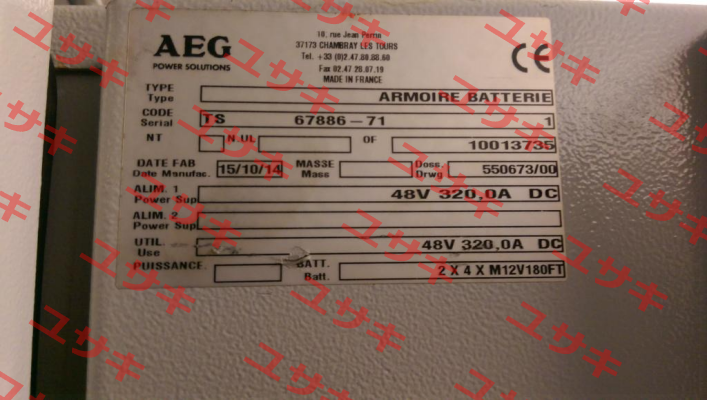 AEG
POWER SOLUTIONS
18, rue Jean Perrin
37173 CHAMBRAY LES TOURS
Tel. +33 (0)2.47.80.88.60
Fax 02.47.28.87.19
MADE IN FRANCE
CE
TYPE
Type
ARMOIRE BATTERIE
CODE
Serial
TS 67886-71 1
NT N.UL OF 10013735
DATE FAB
Date Manufac.
15/10/14
MASSE
Mass
Doss.
Drwg
550673/00
ALIM. 1
Power Sup
48V 320,0A DC
ALIM. 2
Power Sup
UTIL.
Use
48V 320,0A DC
PUISSANCE.
BATT.
Batt.
2 X 4 X M12V180FT
ユサキ